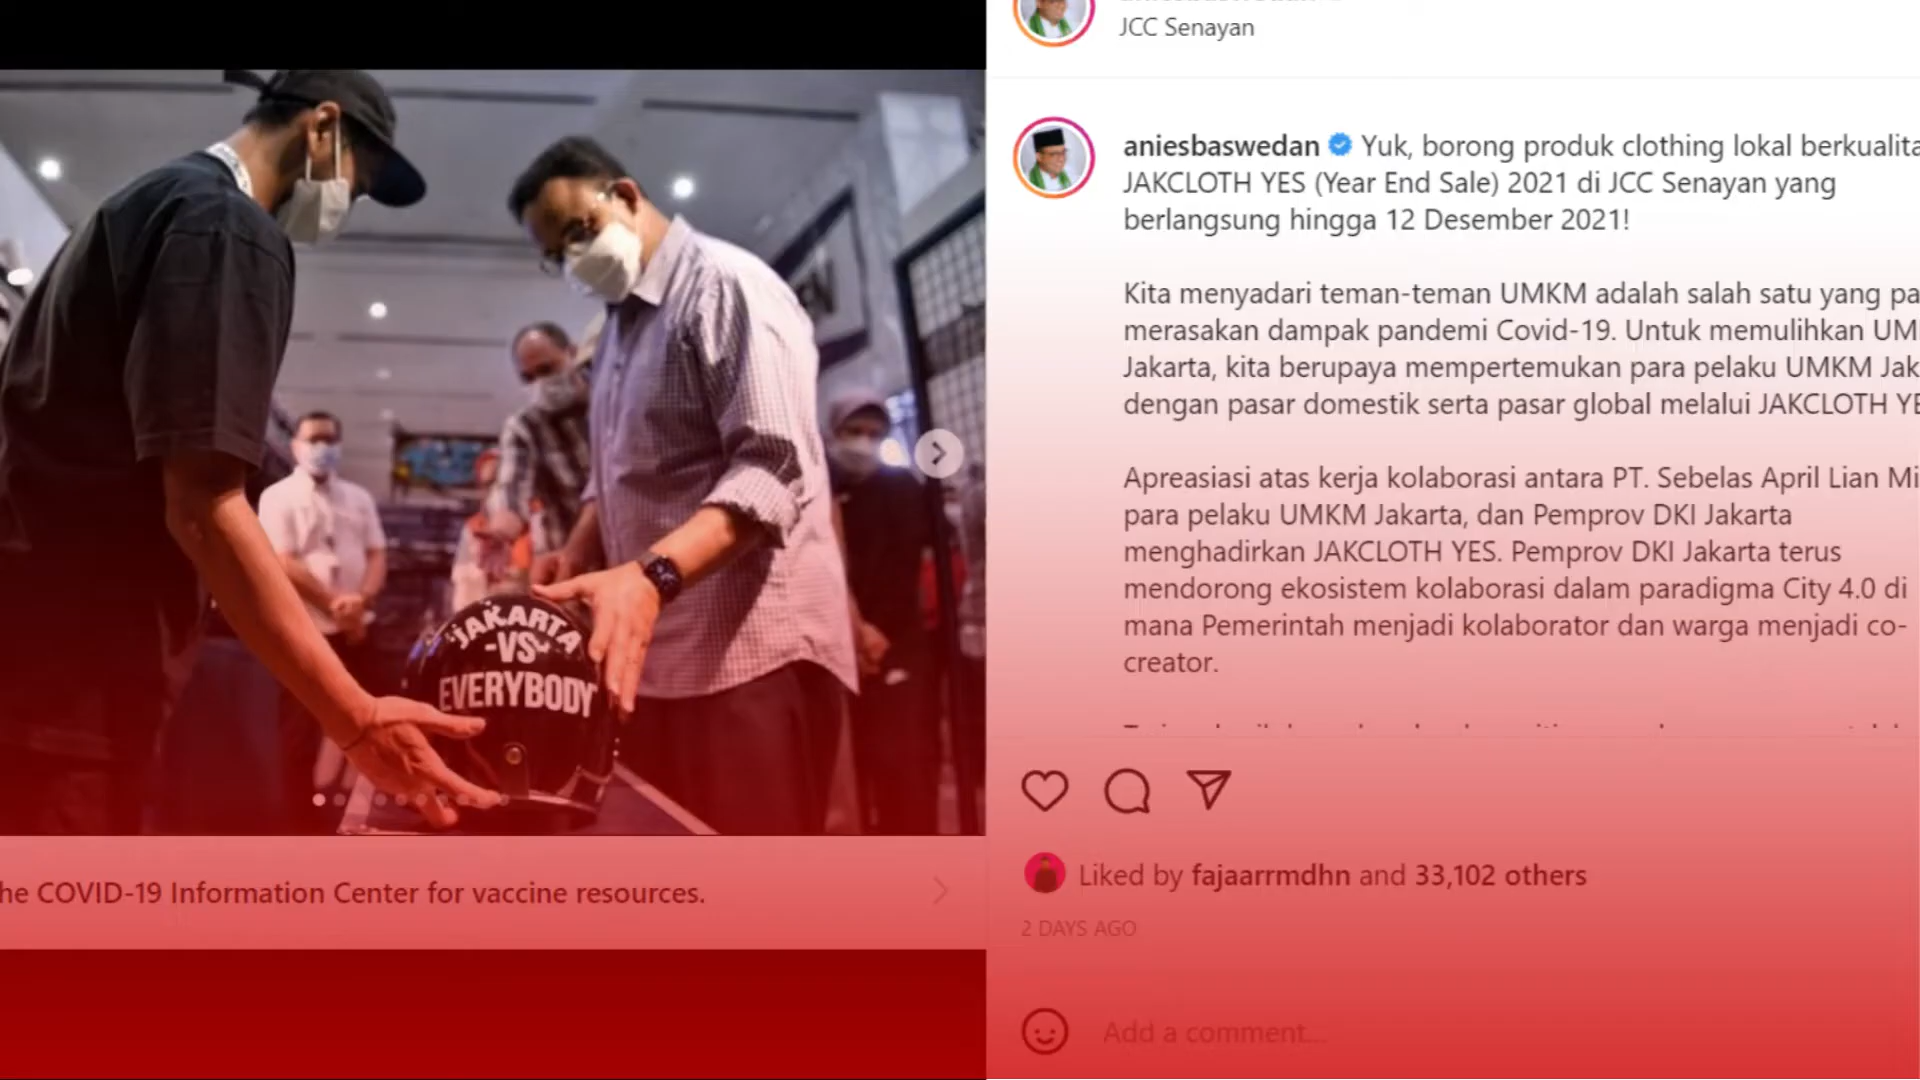 JCC Senayan
aniesbaswedan Yuk, borong produk clothing lokal
JAKCLOTH YES (Year End Sale) 2021 di JCC Senayan yang
berlangsung hingga 12 Desember 2021!
Kita menyadari teman-teman UMKM adalah salah satu yang
merasakan dampak pandemi Covid-19. Untuk memulihkan
Jakarta, kita berupaya mempertemukan para pelaku UMKM
dengan pasar domestik serta pasar global melalui JAKCLOTH
Apreasiasi atas kerja kolaborasi antara PT. Sebelas April Lian
para pelaku UMKM Jakarta, dan Pemprov DKI Jakarta
menghadirkan JAKCLOTH YES. Pemprov DKI Jakarta terus
mendorong ekosistem kolaborasi dalam paradigma City 4.0 di
mana Pemerintah menjadi kolaborator dan warga menjadi co-
creator.
JAKARTA
-VS-
EVERYBODY
Liked by fajaarrmdhn and 33,102 others
he COVID-19 Information Center for vaccine resources.
2 DAYS AGO
Add a comment...